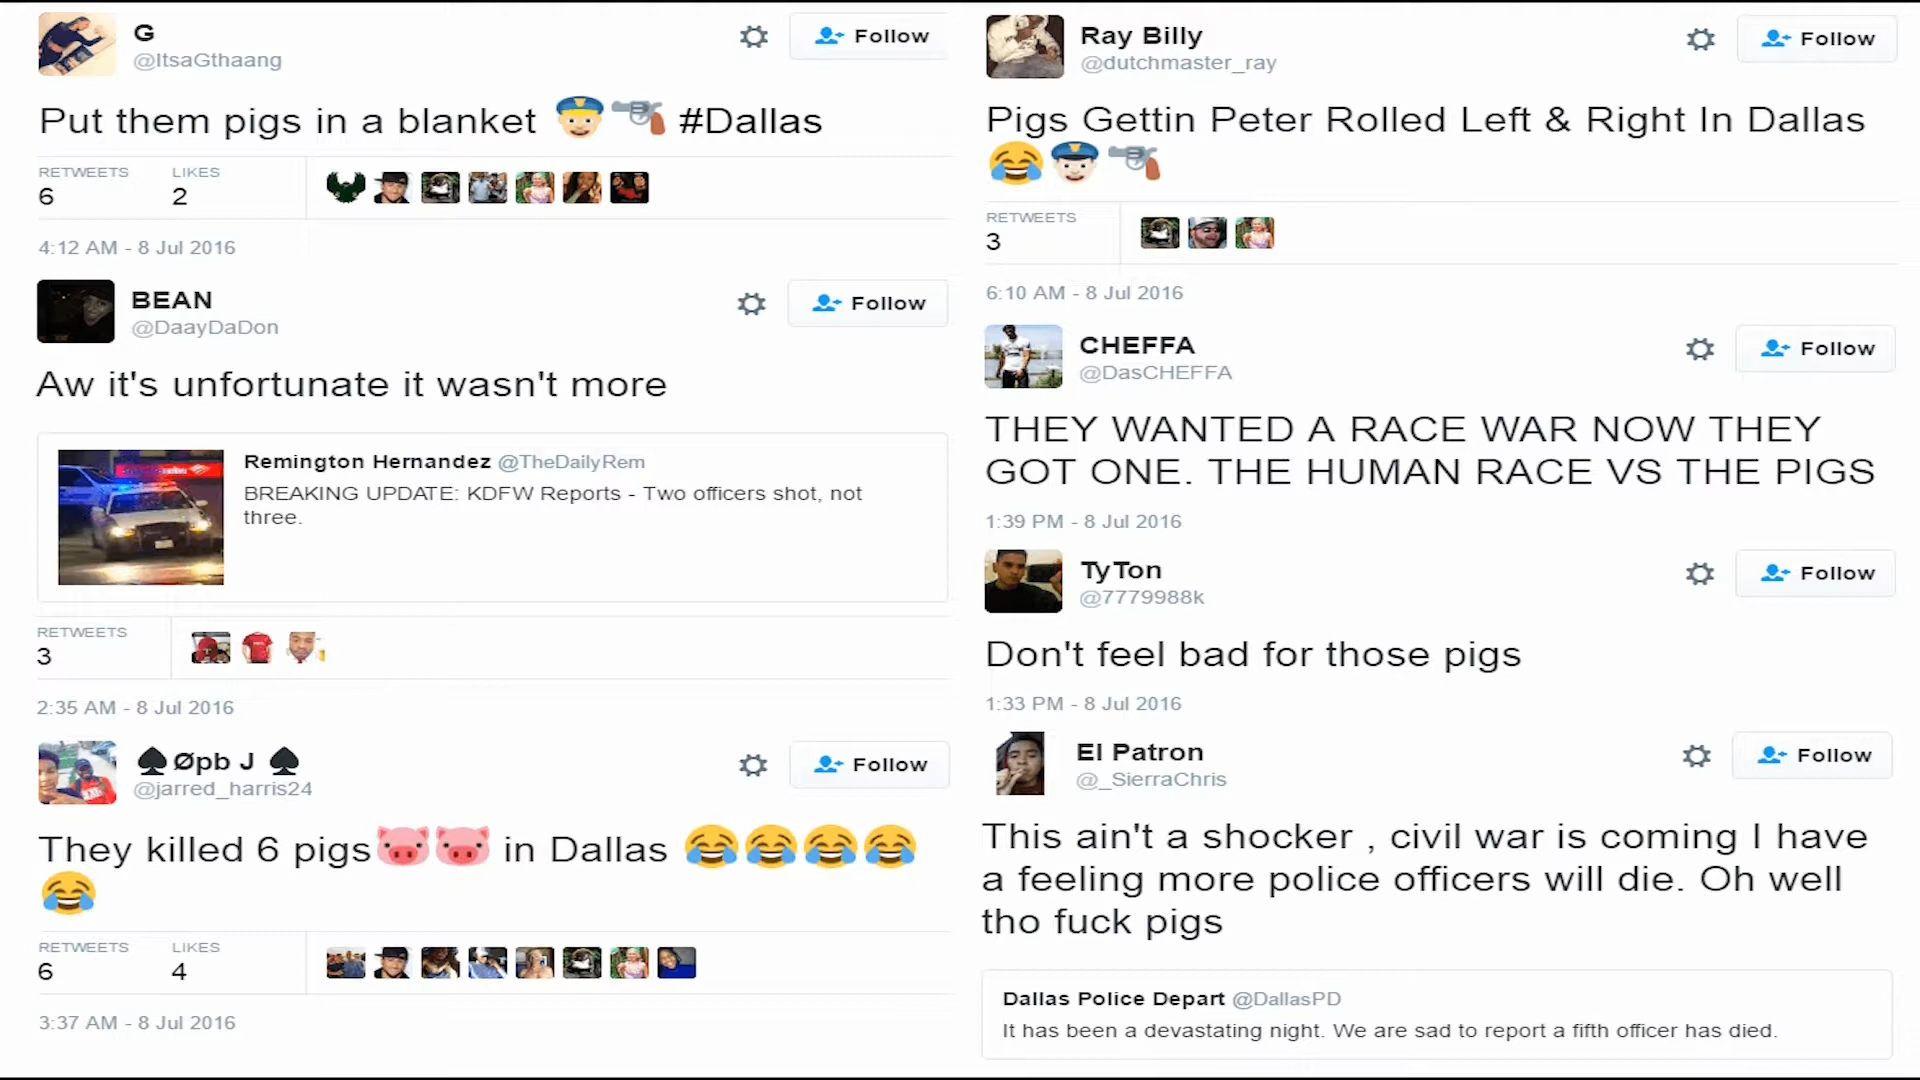 G
@ItsaGthaang
Follow
Put them pigs in a blanket 👮🔫 #Dallas
RETWEETS LIKES
6 2
4:12 AM - 8 Jul 2016
BEAN
@DaayDaDon
Follow
Aw it's unfortunate it wasn't more
Remington Hernandez @TheDailyRem
BREAKING UPDATE: KDFW Reports - Two officers shot, not
three.
RETWEETS
3
2:35 AM - 8 Jul 2016
♠Øpb J ♠
@jarred_harris24
Follow
They killed 6 pigs🐷🐷 in Dallas 😂😂😂😂
😂
RETWEETS LIKES
6 4
3:37 AM - 8 Jul 2016
Ray Billy
@dutchmaster_ray
Follow
Pigs Gettin Peter Rolled Left & Right In Dallas
😂👮🔫
RETWEETS
3
6:10 AM - 8 Jul 2016
CHEFFA
@DasCHEFFA
Follow
THEY WANTED A RACE WAR NOW THEY
GOT ONE. THE HUMAN RACE VS THE PIGS
1:39 PM - 8 Jul 2016
TyTon
@7779988k
Follow
Don't feel bad for those pigs
1:33 PM - 8 Jul 2016
El Patron
@_SierraChris
Follow
This ain't a shocker , civil war is coming I have
a feeling more police officers will die. Oh well
tho fuck pigs
Dallas Police Depart @DallasPD
It has been a devastating night. We are sad to report a fifth officer has died.